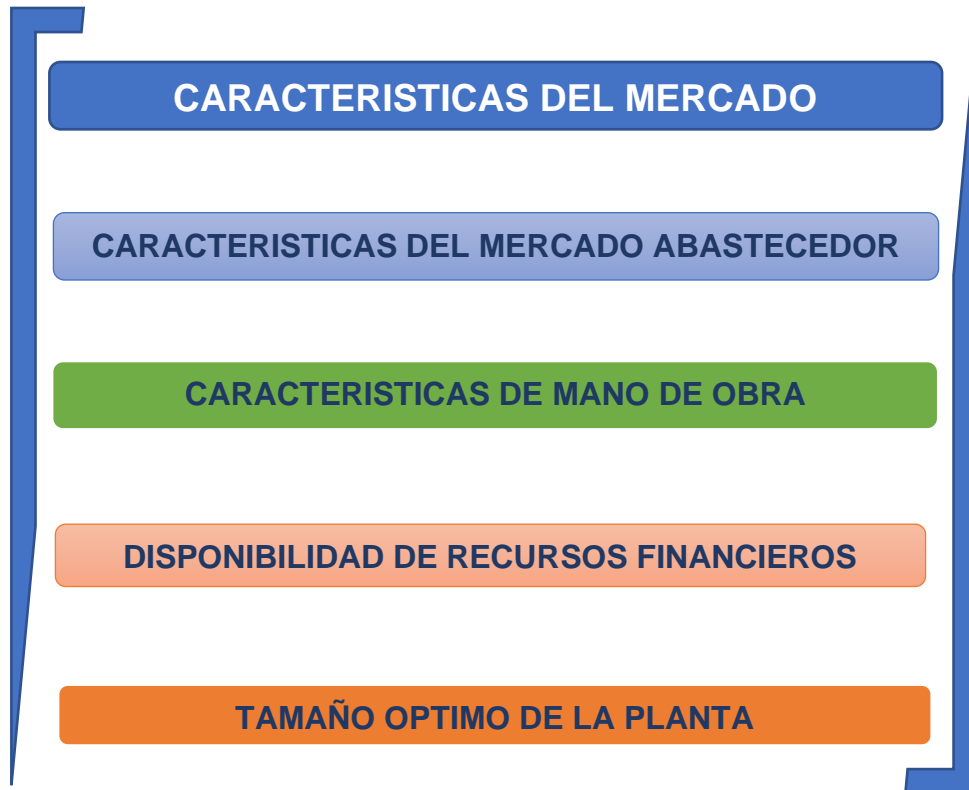 CARACTERISTICAS DEL MERCADO
CARACTERISTICAS DEL MERCADO ABASTECEDOR
CARACTERISTICAS DE MANO DE OBRA
DISPONIBILIDAD DE RECURSOS FINANCIEROS
TAMAÑO OPTIMO DE LA PLANTA